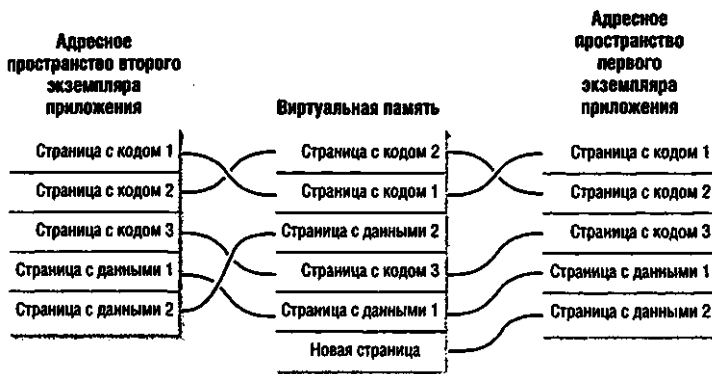 Адресное
пространство второго
экземпляра
приложения
Страница с кодом 1
Страница с кодом 2
Страница с кодом 3
Страница с данными 1
Страница с данными 2
Виртуальная память
Страница с кодом 2
Страница с кодом 1
Страница с данными 2
Страница с кодом 3
Страница с данными 1
Новая страница
Адресное
пространство
первого
экземпляра
приложения
Страница с кодом 1
Страница с кодом 2
Страница с кодом 3
Страница с данными 1
Страница с данными 2